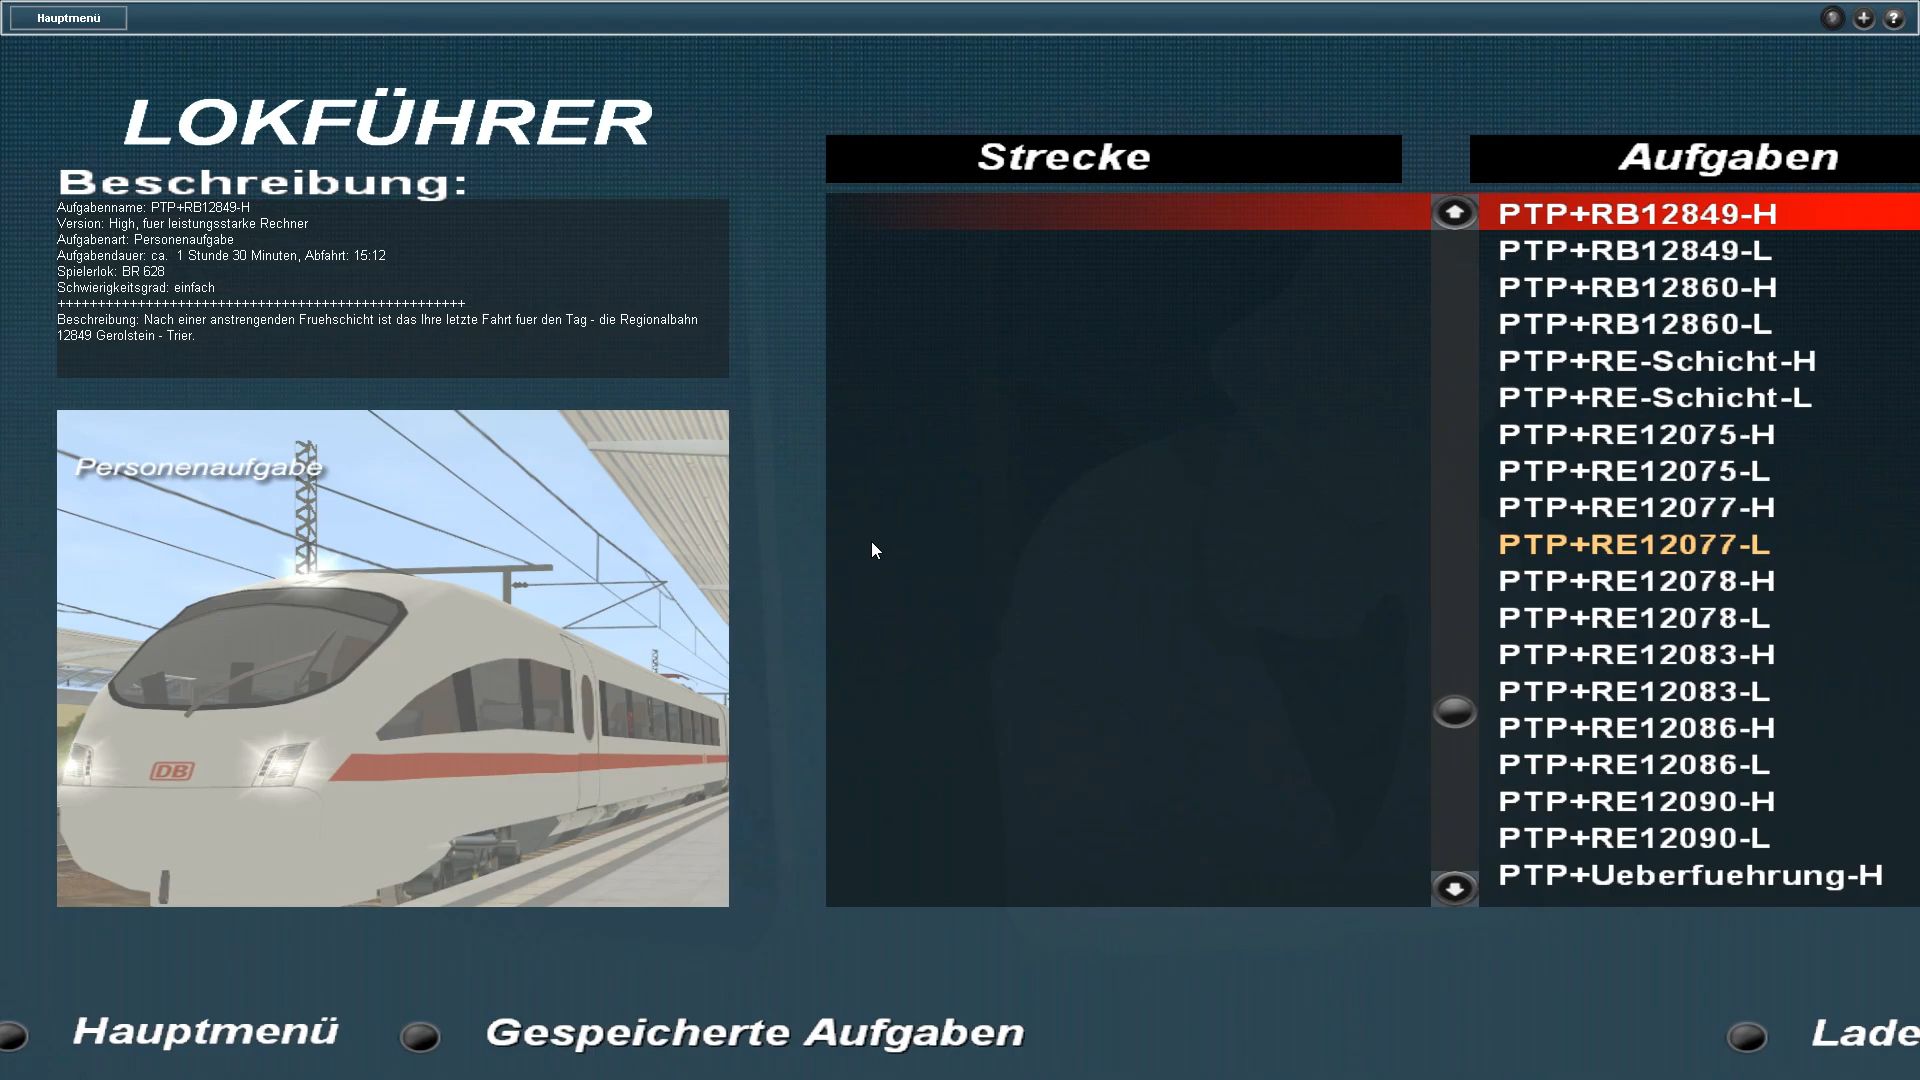 Hauptmenü
LOKFÜHRER
Beschreibung:
Aufgabenname: PTP+RB12849-H
Version: High, fuer leistungsstarke Rechner
Aufgabenart: Personenaufgabe
Aufgabendauer: ca. 1 Stunde 30 Minuten, Abfahrt: 15:12
Spielerlok: BR 628
Schwierigkeitsgrad: einfach
+++++++++++++++++++++++++++++++++++++++++++++++++++
Beschreibung: Nach einer anstrengenden Fruehschicht ist das Ihre letzte Fahrt fuer den Tag - die Regionalbahn
12849 Gerolstein - Trier.
Personenaufgabe
DB
Strecke
Aufgaben
PTP+RB12849-H
PTP+RB12849-L
PTP+RB12860-H
PTP+RB12860-L
PTP+RE-Schicht-H
PTP+RE-Schicht-L
PTP+RE12075-H
PTP+RE12075-L
PTP+RE12077-H
PTP+RE12077-L
PTP+RE12078-H
PTP+RE12078-L
PTP+RE12083-H
PTP+RE12083-L
PTP+RE12086-H
PTP+RE12086-L
PTP+RE12090-H
PTP+RE12090-L
PTP+Ueberfuehrung-H
Hauptmenü
Gespeicherte Aufgaben
Lade